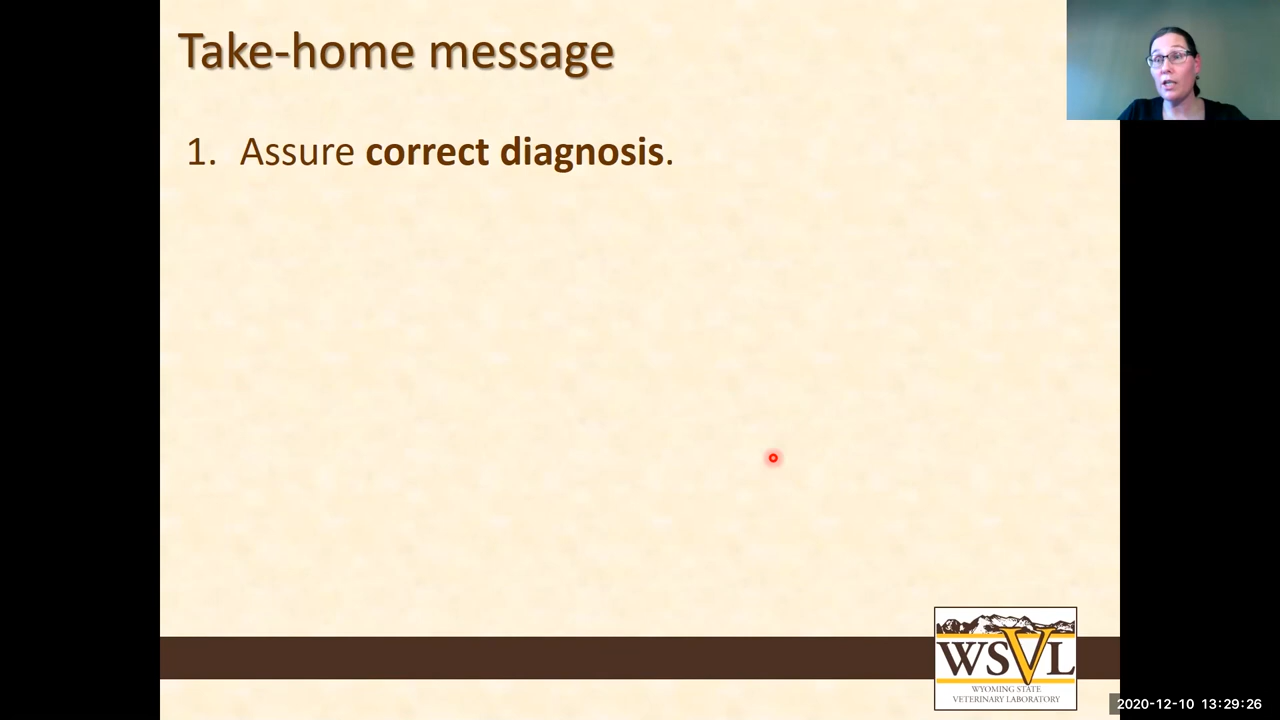 Take-home message
1. Assure correct diagnosis.
WSVL
WYOMING STATE
VETERINARY LABORATORY
2020-12-10 13:29:26